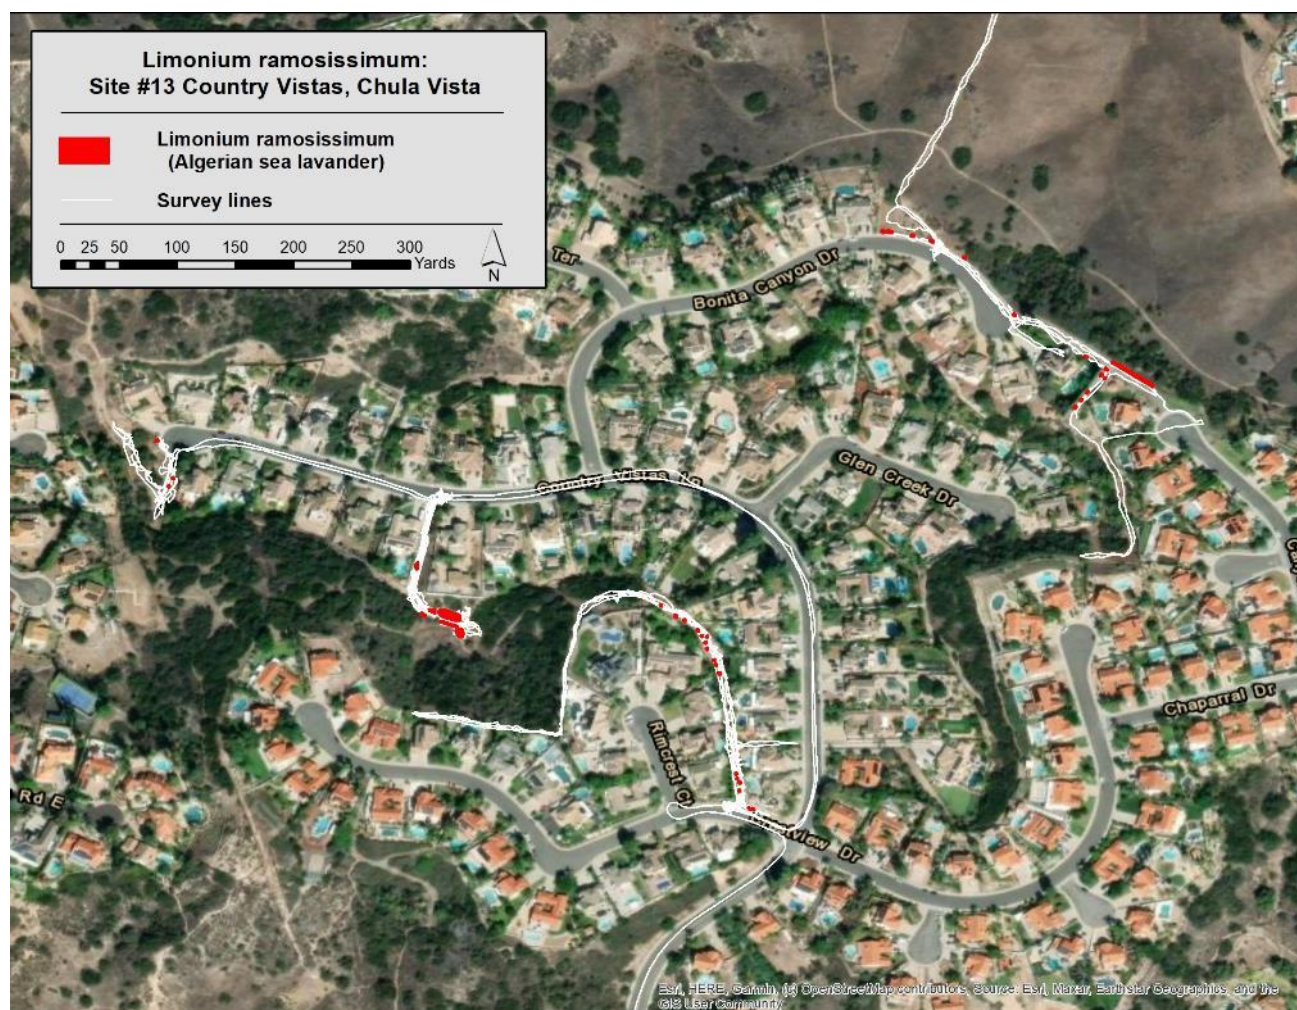 Limonium ramosissimum:
Site #13 Country Vistas, Chula Vista
Limonium ramosissimum
(Algerian sea lavander)
Survey lines
0 25 50 100 150 200 250 300
Yards
N
Ter
Bonita Canyon Dr
Country Vistas Ln
Glen Creek Dr
Chaparral Dr
Rimcrest Ct
Rd E
Dr
Esri, HERE, Garmin, (c) OpenStreetMap contributors, Source: Esri, Maxar, Earthstar Geographics, and the
GIS User Community